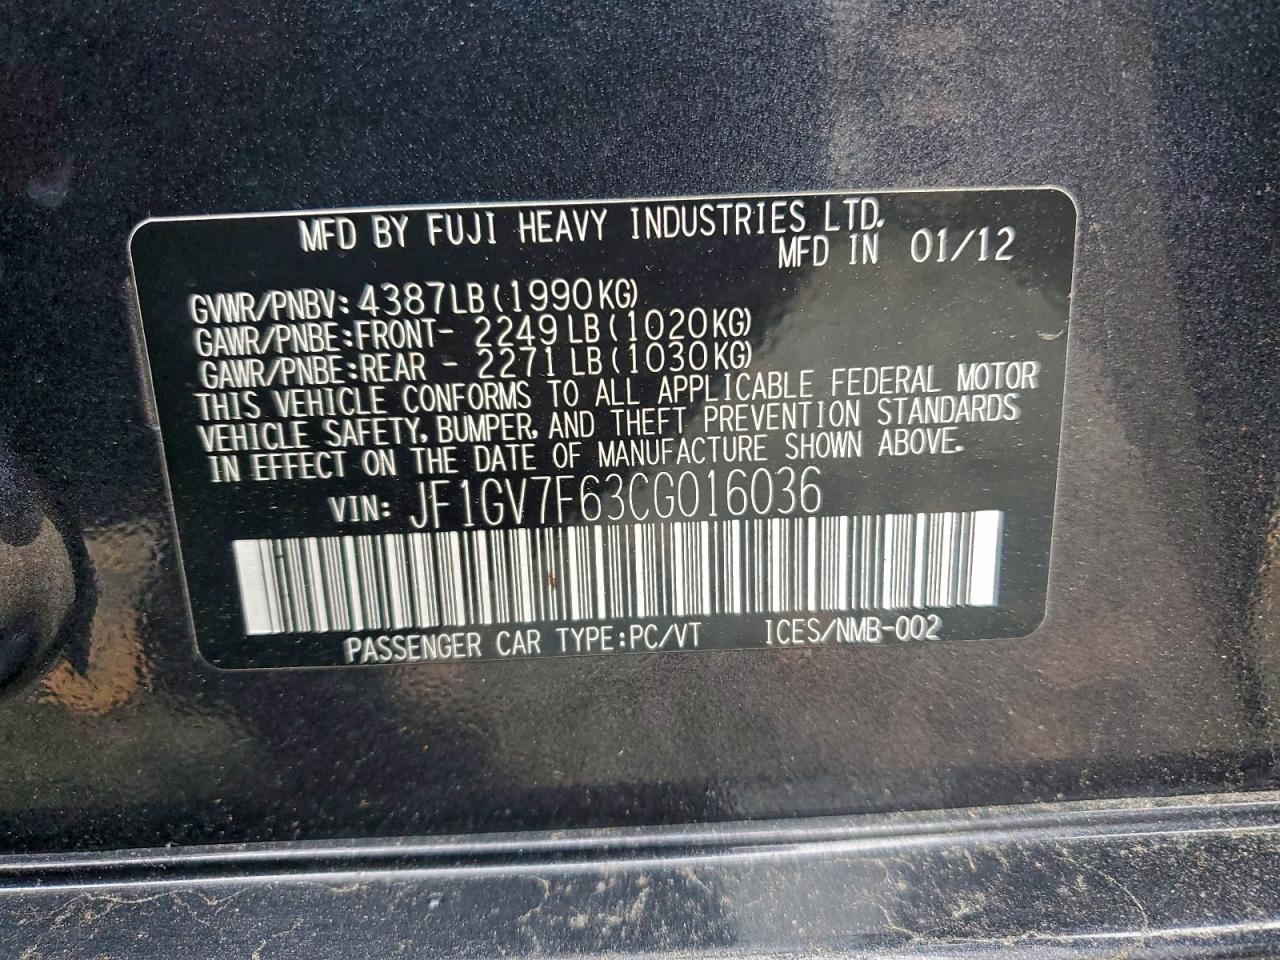 MFD BY FUJI HEAVY INDUSTRIES LTD.
MFD IN 01/12
GVWR/PNBV: 4387LB (1990KG)
GAWR/PNBE:FRONT- 2249 LB (1020KG)
GAWR/PNBE:REAR - 2271 LB (1030KG)
THIS VEHICLE CONFORMS TO ALL APPLICABLE FEDERAL MOTOR
VEHICLE SAFETY, BUMPER, AND THEFT PREVENTION STANDARDS
IN EFFECT ON THE DATE OF MANUFACTURE SHOWN ABOVE.
VIN: JF1GV7F63CG016036
PASSENGER CAR TYPE:PC/VT ICES/NMB-002